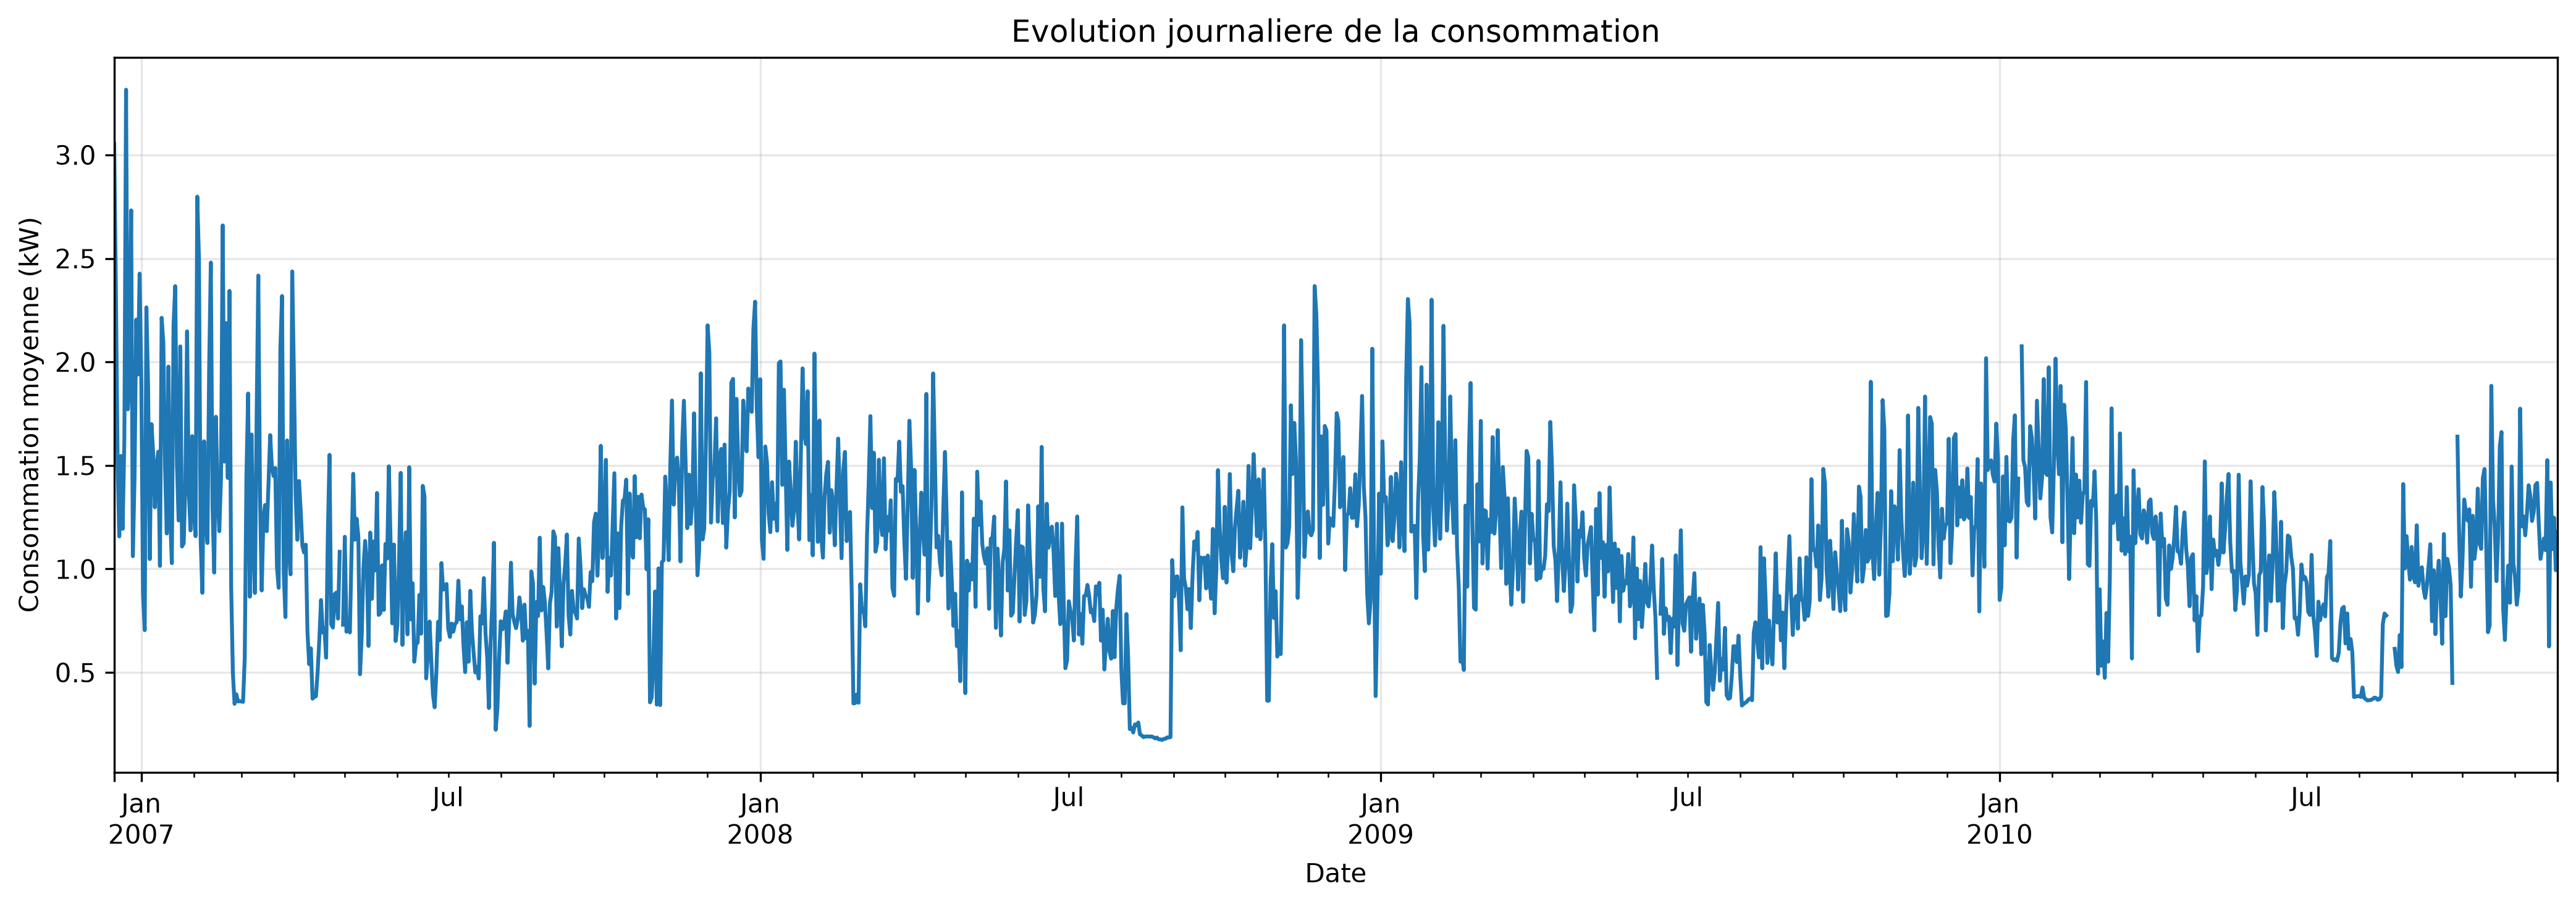 Evolution journaliere de la consommation
Consommation moyenne (kW)
3.0
2.5
2.0
1.5
1.0
0.5
Jan Jul Jan Jul Jan Jul Jan Jul
2007 2008 2009 2010
Date